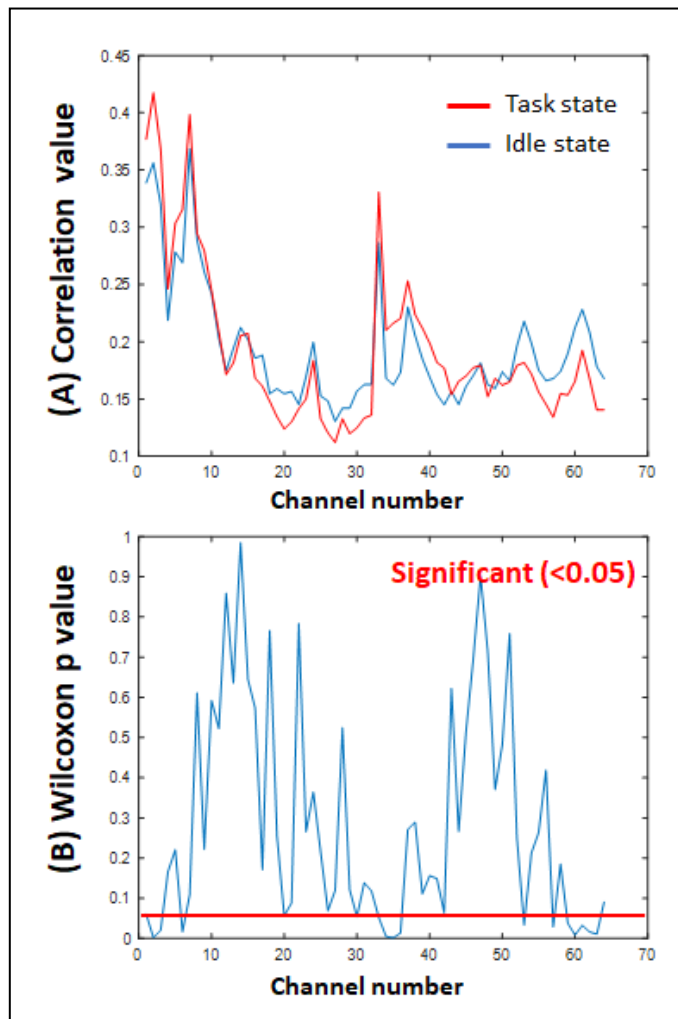 (A) Correlation value
0.45
0.4
0.35
0.3
0.25
0.2
0.15
0.1
Task state
Idle state
0 10 20 30 40 50 60 70
Channel number
(B) Wilcoxon p value
1
0.9
0.8
0.7
0.6
0.5
0.4
0.3
0.2
0.1
0
Significant (<0.05)
0 10 20 30 40 50 60 70
Channel number